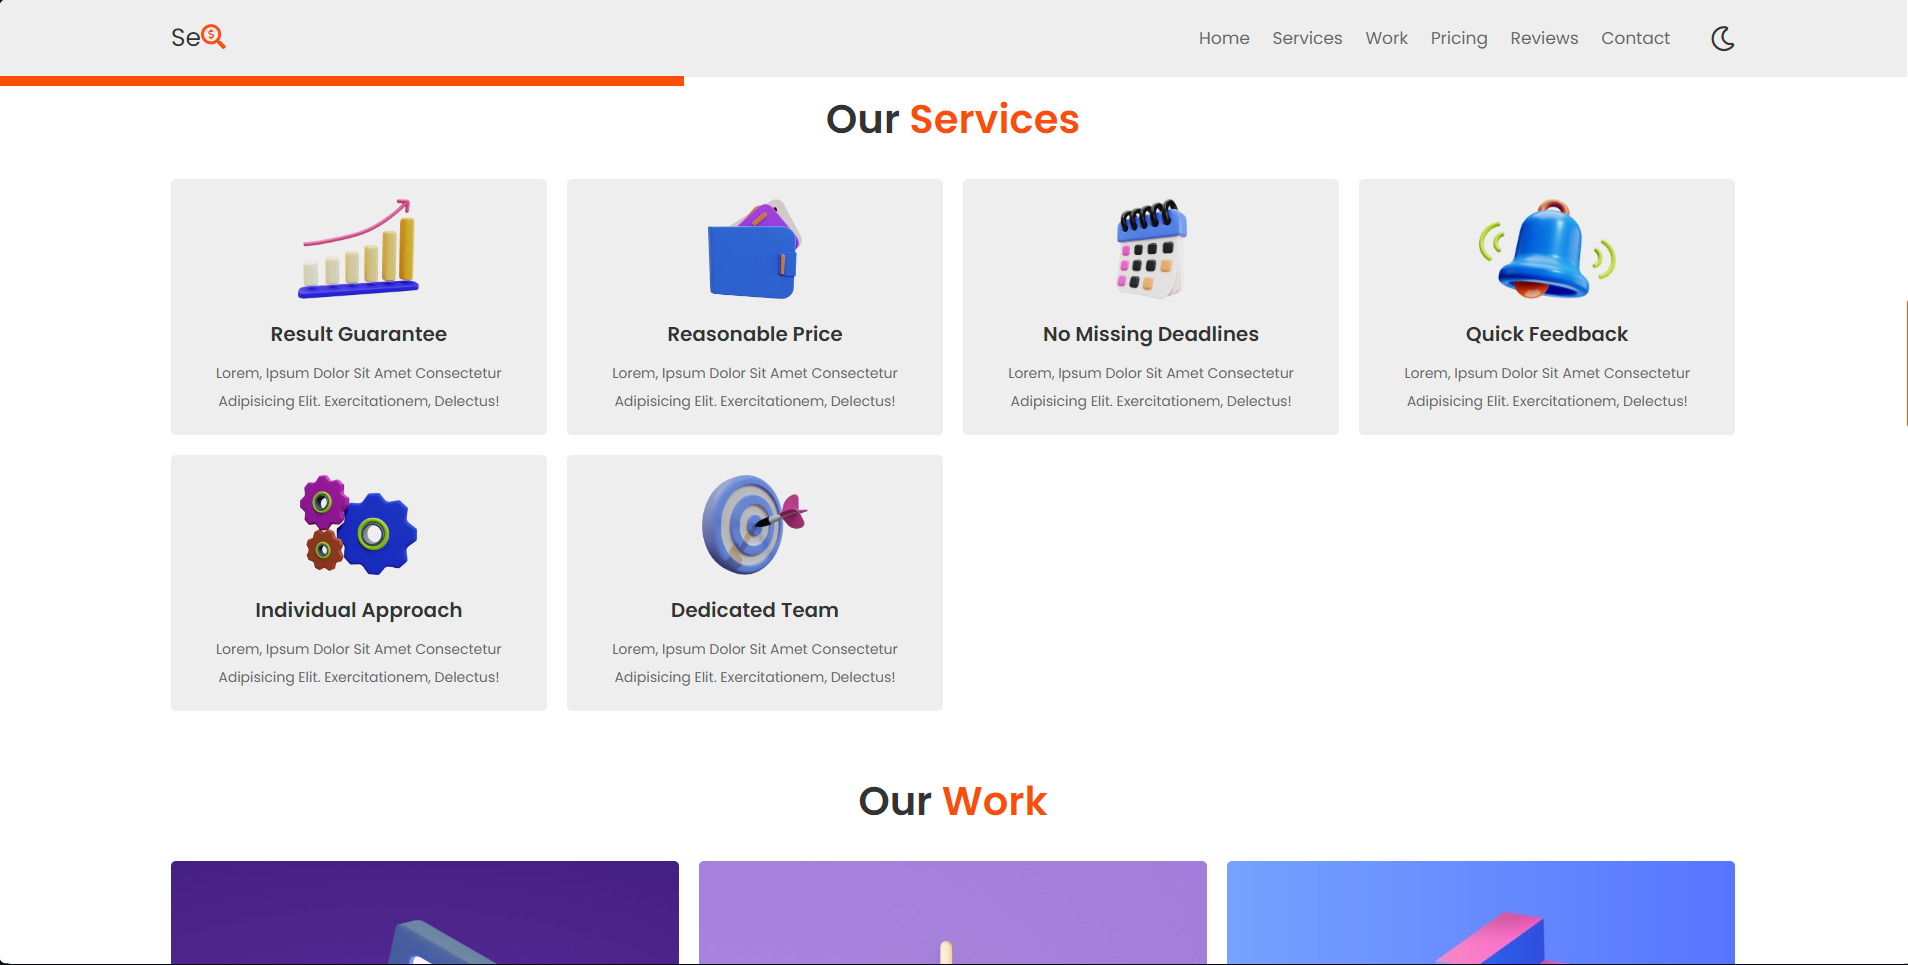 Se
Home Services Work Pricing Reviews Contact
Our Services
Result Guarantee
Lorem, Ipsum Dolor Sit Amet Consectetur
Adipisicing Elit. Exercitationem, Delectus!
Reasonable Price
Lorem, Ipsum Dolor Sit Amet Consectetur
Adipisicing Elit. Exercitationem, Delectus!
No Missing Deadlines
Lorem, Ipsum Dolor Sit Amet Consectetur
Adipisicing Elit. Exercitationem, Delectus!
Quick Feedback
Lorem, Ipsum Dolor Sit Amet Consectetur
Adipisicing Elit. Exercitationem, Delectus!
Individual Approach
Lorem, Ipsum Dolor Sit Amet Consectetur
Adipisicing Elit. Exercitationem, Delectus!
Dedicated Team
Lorem, Ipsum Dolor Sit Amet Consectetur
Adipisicing Elit. Exercitationem, Delectus!
Our Work